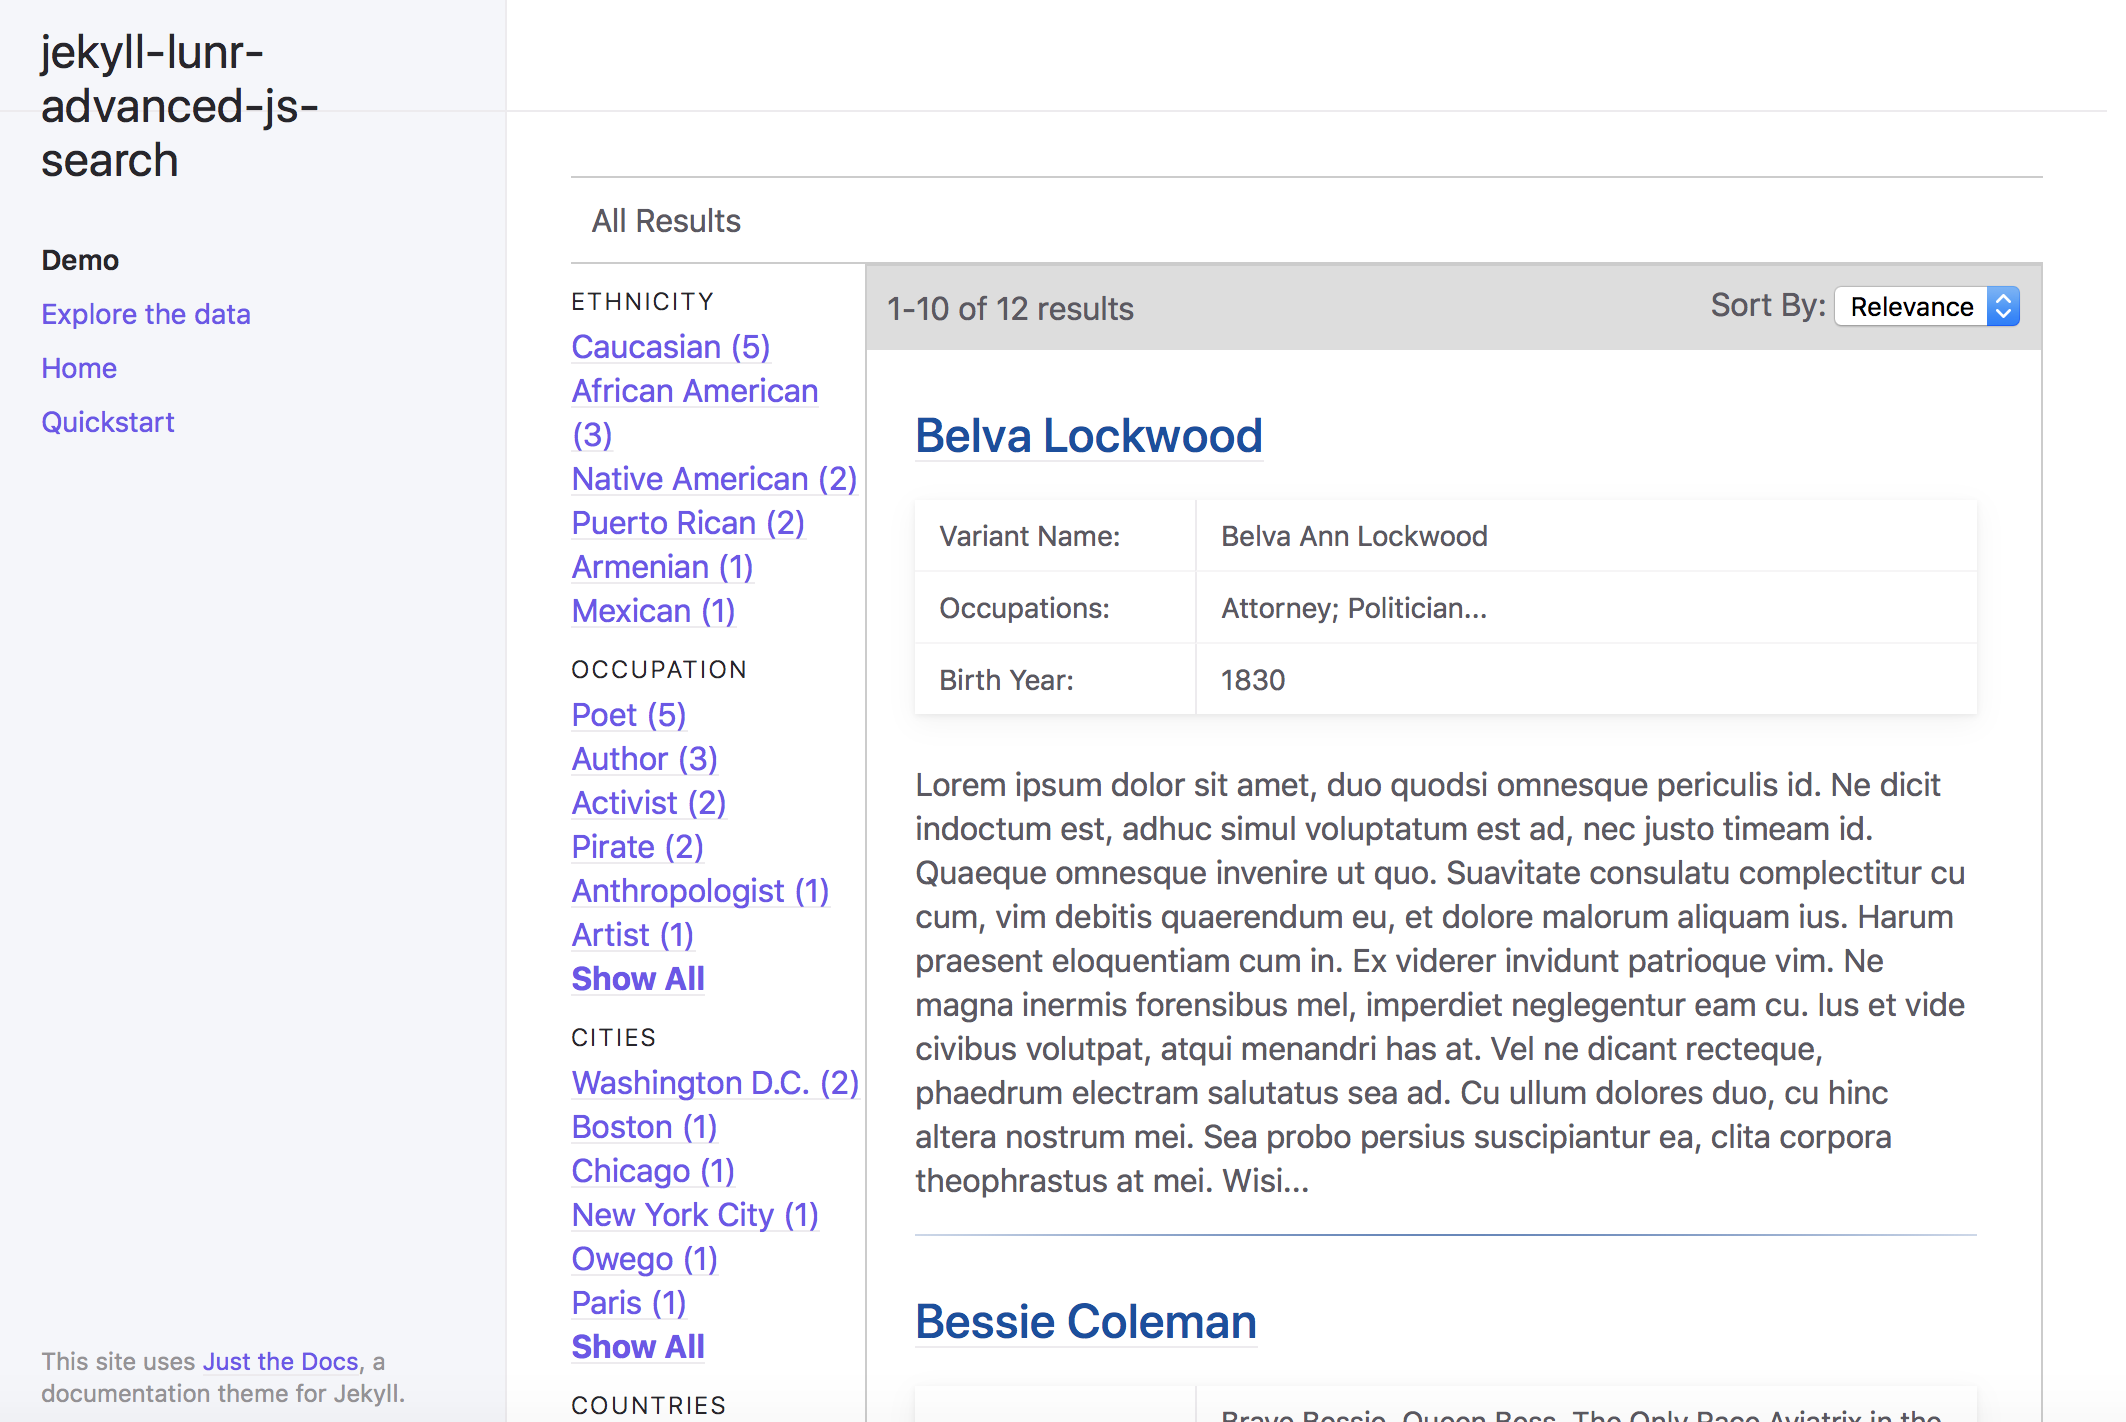 jekyll-lunr-
advanced-js-
search
Demo
Explore the data
Home
Quickstart
This site uses Just the Docs, a
documentation theme for Jekyll.
All Results
ETHNICITY
Caucasian (5)
African American
(3)
Native American (2)
Puerto Rican (2)
Armenian (1)
Mexican (1)
OCCUPATION
Poet (5)
Author (3)
Activist (2)
Pirate (2)
Anthropologist (1)
Artist (1)
Show All
CITIES
Washington D.C. (2)
Boston (1)
Chicago (1)
New York City (1)
Owego (1)
Paris (1)
Show All
COUNTRIES
1-10 of 12 results
Sort By: Relevance
Belva Lockwood
Variant Name: Belva Ann Lockwood
Occupations: Attorney; Politician...
Birth Year: 1830
Lorem ipsum dolor sit amet, duo quodsi omnesque periculis id. Ne dicit
indoctum est, adhuc simul voluptatum est ad, nec justo timeam id.
Quaeque omnesque invenire ut quo. Suavitate consulatu complectitur cu
cum, vim debitis quaerendum eu, et dolore malorum aliquam ius. Harum
praesent eloquentiam cum in. Ex viderer invidunt patrioque vim. Ne
magna inermis forensibus mel, imperdiet neglegentur eam cu. Ius et vide
civibus volutpat, atqui menandri has at. Vel ne dicant recteque,
phaedrum electram salutatus sea ad. Cu ullum dolores duo, cu hinc
altera nostrum mei. Sea probo persius suscipiantur ea, clita corpora
theophrastus at mei. Wisi...
Bessie Coleman
Brave Bessie, Queen Bess, The Only Race Aviatrix in the